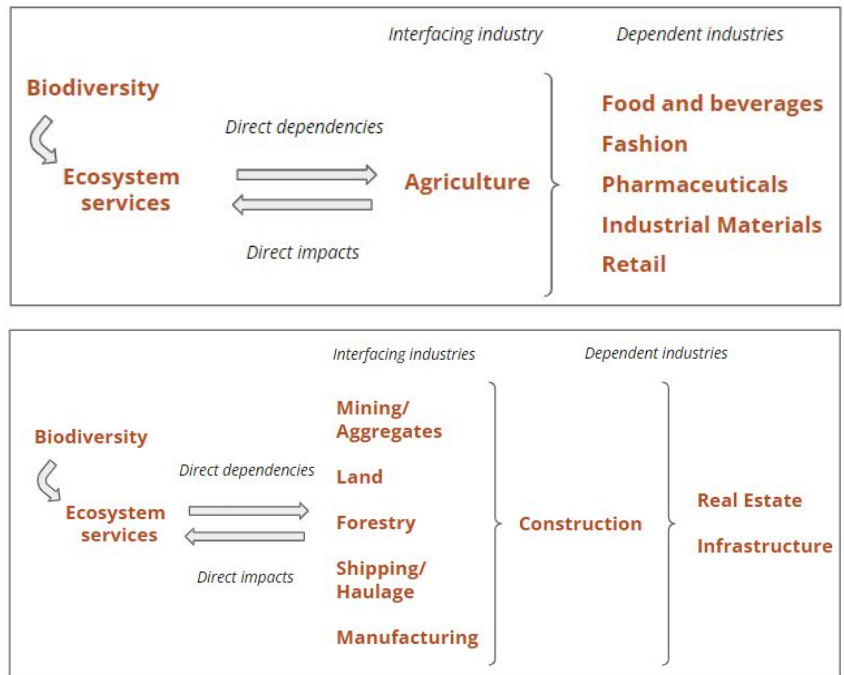 Interfacing industry
Dependent industries
Biodiversity
Direct dependencies
Ecosystem
services
Agriculture
Direct impacts
Food and beverages
Fashion
Pharmaceuticals
Industrial Materials
Retail
Interfacing industries
Dependent industries
Biodiversity
Direct dependencies
Ecosystem
services
Direct impacts
Mining/
Aggregates
Land
Forestry
Shipping/
Haulage
Manufacturing
Construction
Real Estate
Infrastructure